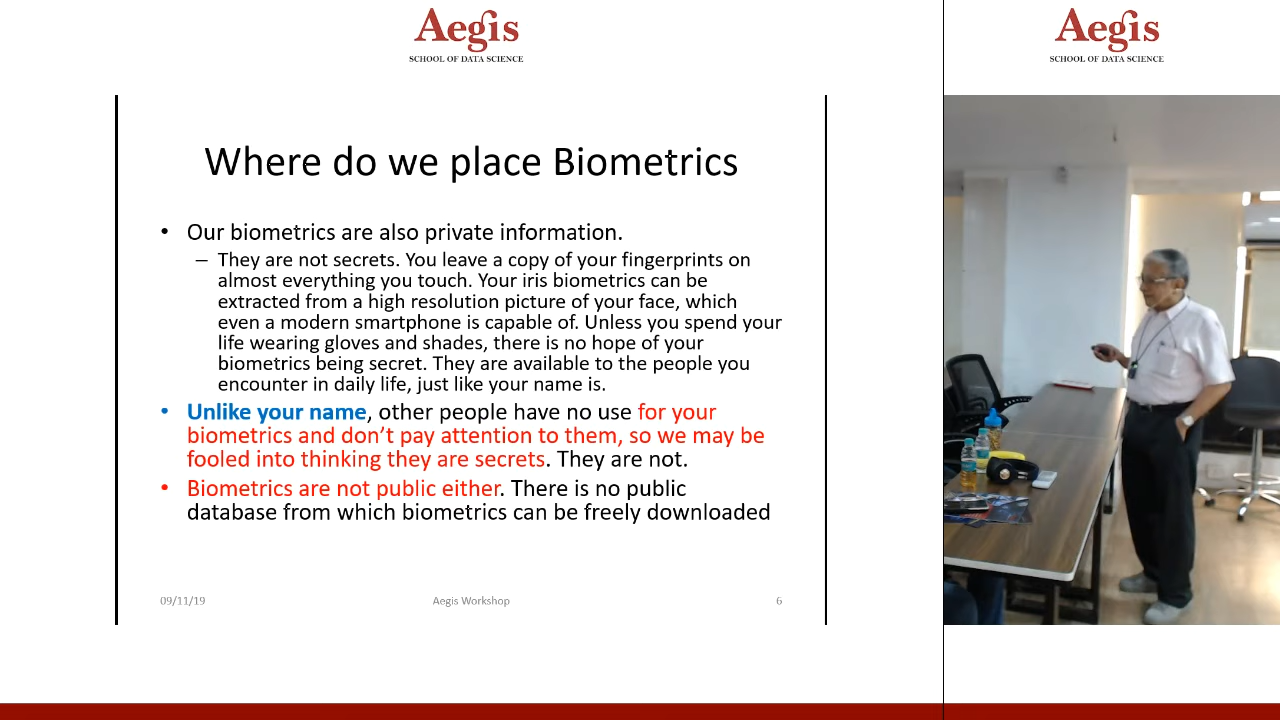 Aegis
SCHOOL OF DATA SCIENCE
Aegis
SCHOOL OF DATA SCIENCE
Where do we place Biometrics
• Our biometrics are also private information.
– They are not secrets. You leave a copy of your fingerprints on
almost everything you touch. Your iris biometrics can be
extracted from a high resolution picture of your face, which
even a modern smartphone is capable of. Unless you spend your
life wearing gloves and shades, there is no hope of your
biometrics being secret. They are available to the people you
encounter in daily life, just like your name is.
• Unlike your name, other people have no use for your
biometrics and don’t pay attention to them, so we may be
fooled into thinking they are secrets. They are not.
• Biometrics are not public either. There is no public
database from which biometrics can be freely downloaded
09/11/19
Aegis Workshop
6